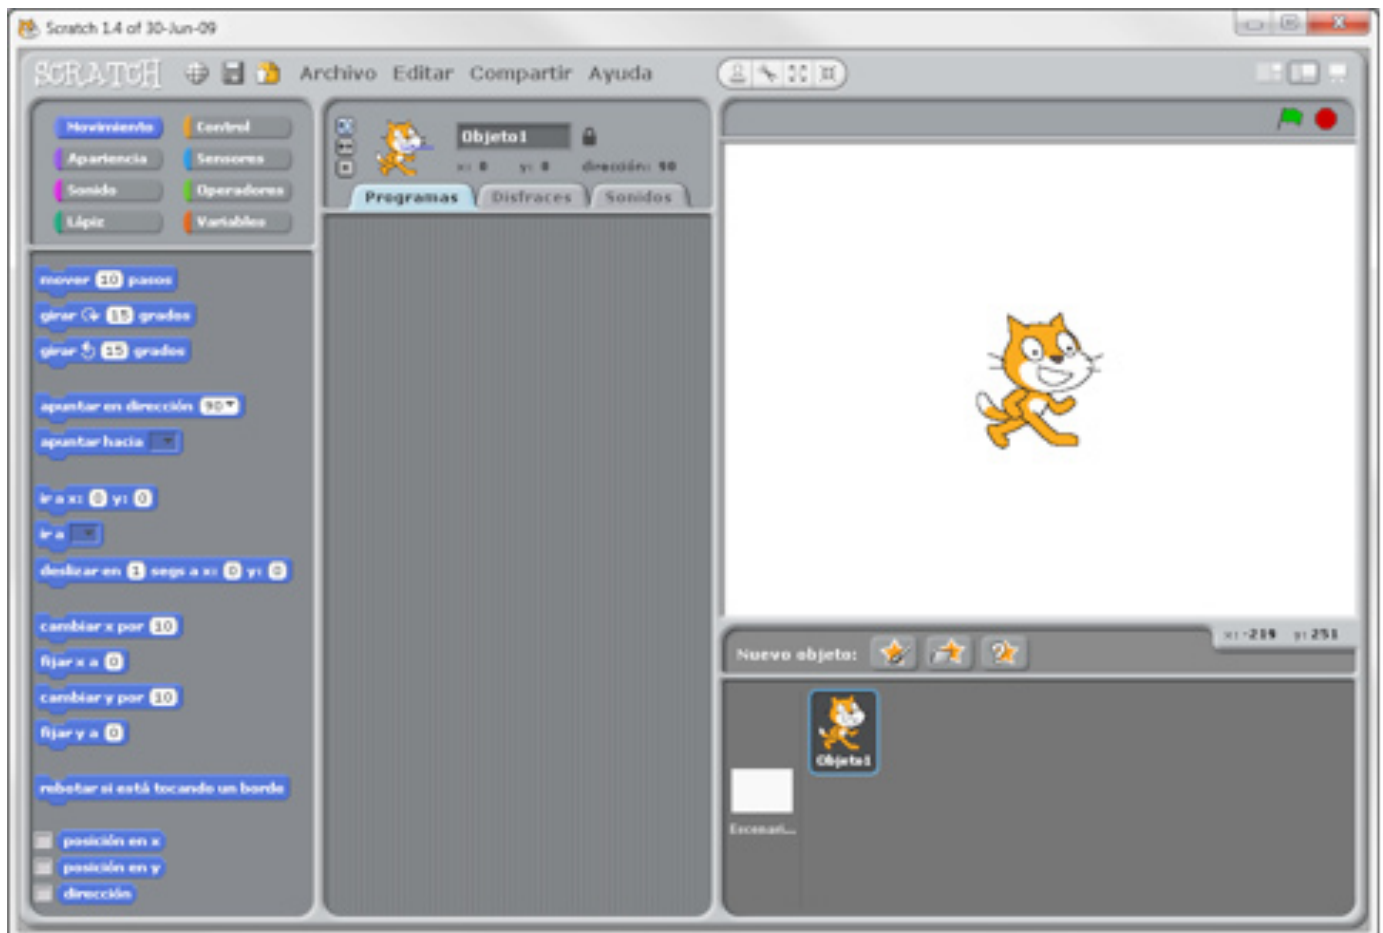 Scratch 1.4 of 30-Jun-09
SCRATCH Archivo Editar Compartir Ayuda
Movimiento Control
Apariencia Sensores
Sonido Operadores
Lápiz Variables
Objeto1
x: 0 y: 0 dirección: 90
Programas Disfraces Sonidos
mover 10 pasos
girar 15 grados
girar 15 grados
apuntar en dirección 90
apuntar hacia
ir a x: 0 y: 0
ir a
deslizar en 1 segs a x: 0 y: 0
cambiar x por 10
fijar x a 0
cambiar y por 10
fijar y a 0
rebotar si está tocando un borde
posición en x
posición en y
dirección
x: -219 y: 251
Nuevo objeto:
Objeto1
Escenari...